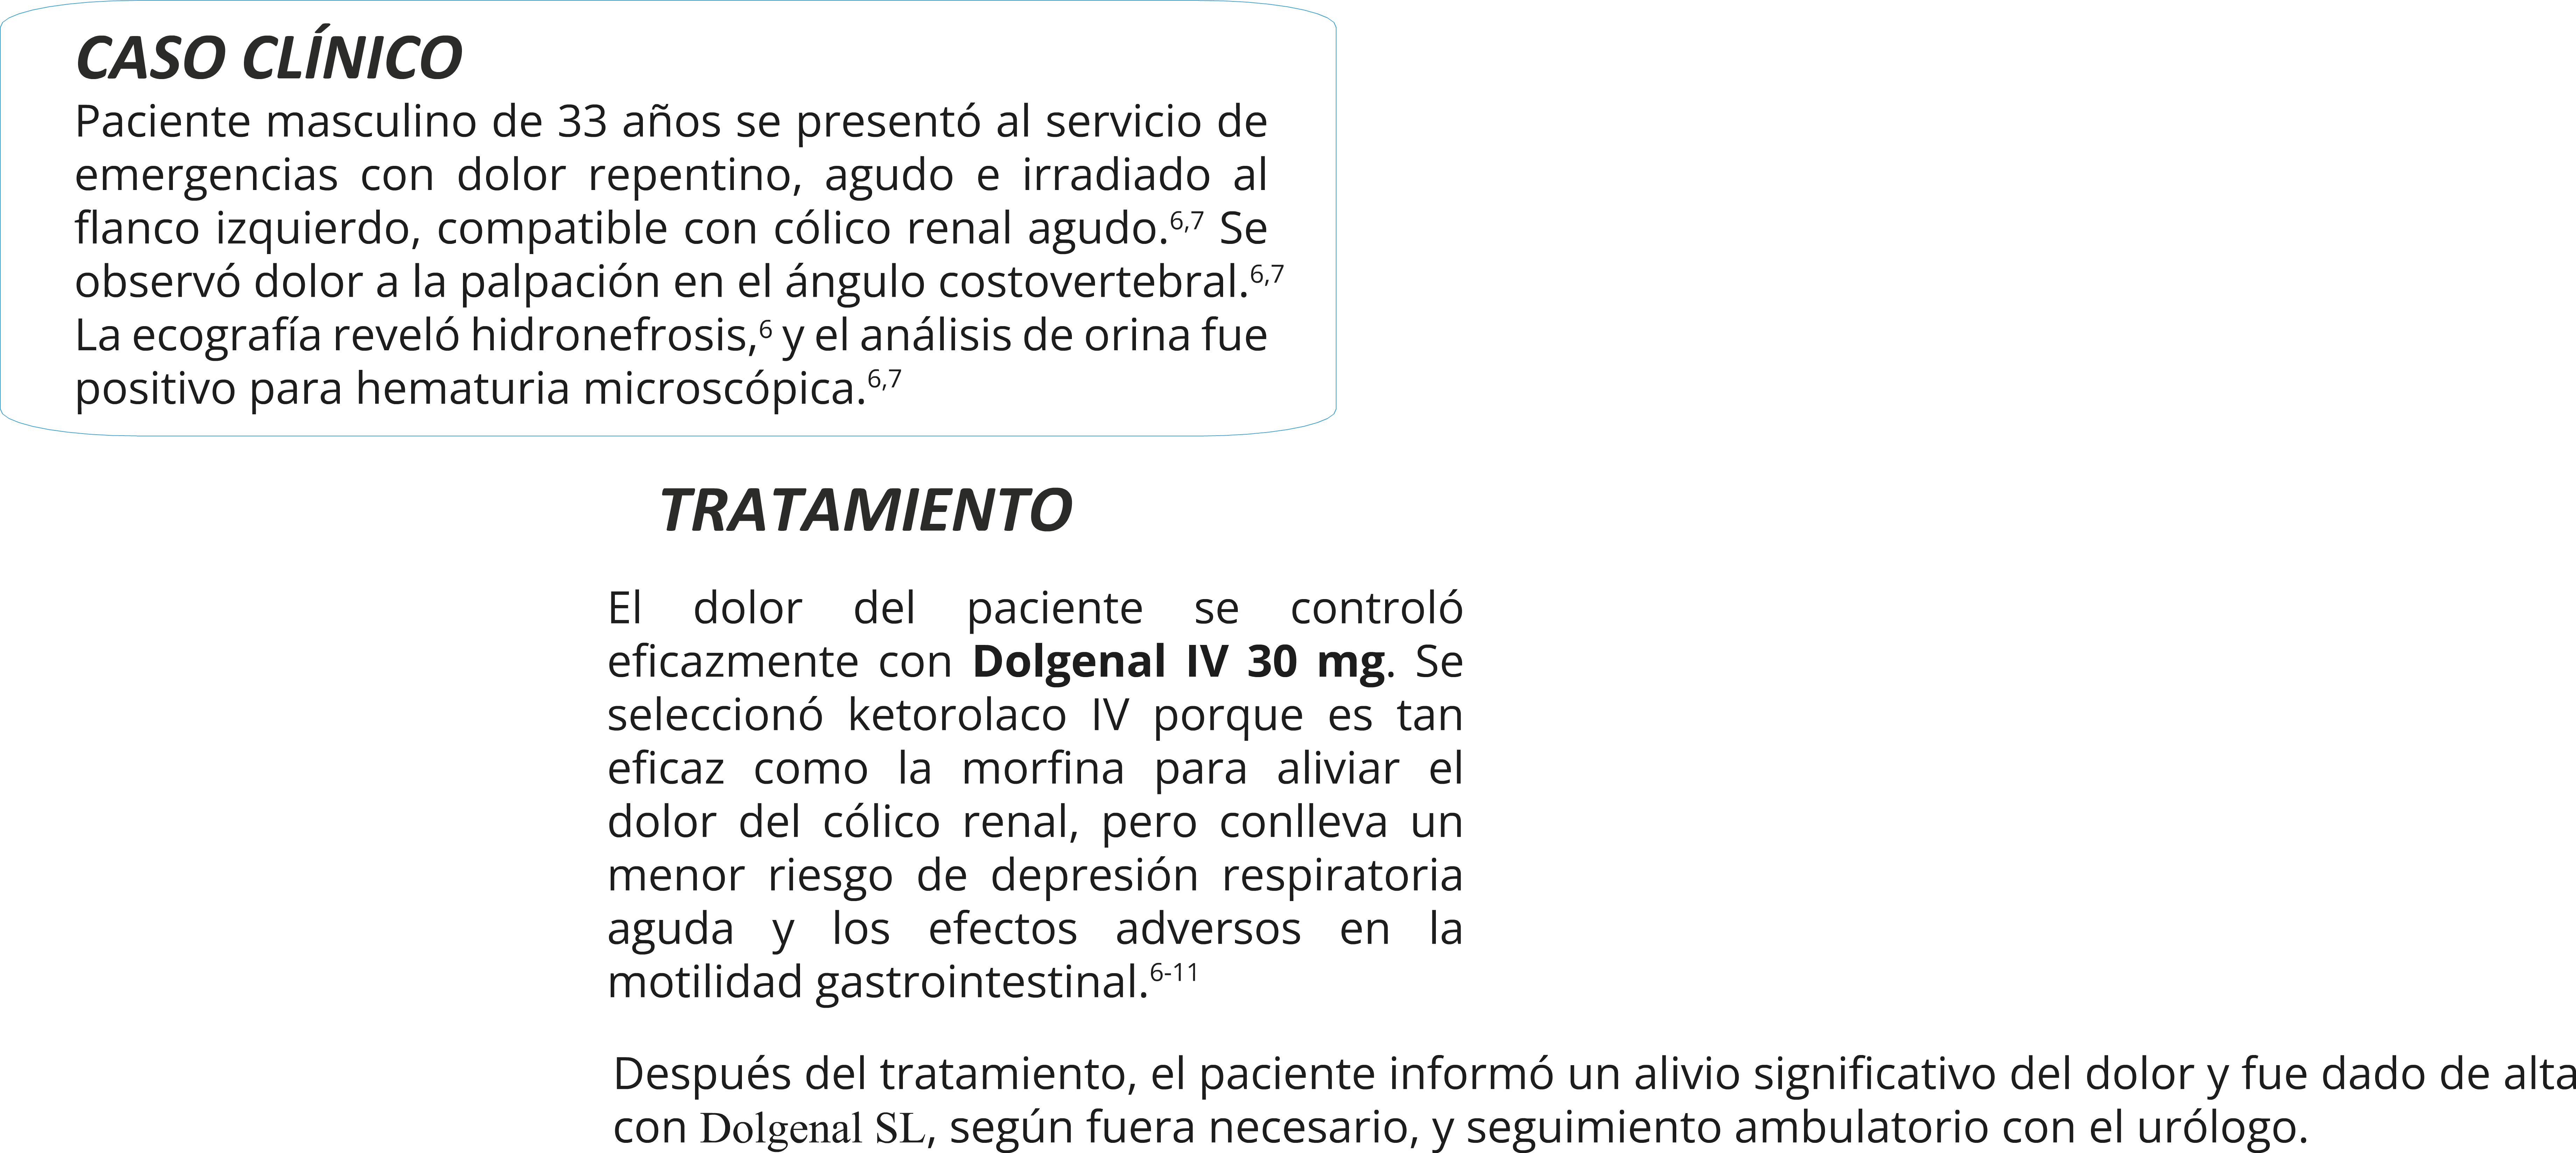 CASO CLÍNICO
Paciente masculino de 33 años se presentó al servicio de
emergencias con dolor repentino, agudo e irradiado al
flanco izquierdo, compatible con cólico renal agudo.6,7 Se
observó dolor a la palpación en el ángulo costovertebral.6,7
La ecografía reveló hidronefrosis,6 y el análisis de orina fue
positivo para hematuria microscópica.6,7
TRATAMIENTO
El dolor del paciente se controló
eficazmente con Dolgenal IV 30 mg. Se
seleccionó ketorolaco IV porque es tan
eficaz como la morfina para aliviar el
dolor del cólico renal, pero conlleva un
menor riesgo de depresión respiratoria
aguda y los efectos adversos en la
motilidad gastrointestinal.6-11
Después del tratamiento, el paciente informó un alivio significativo del dolor y fue dado de alta
con Dolgenal SL, según fuera necesario, y seguimiento ambulatorio con el urólogo.